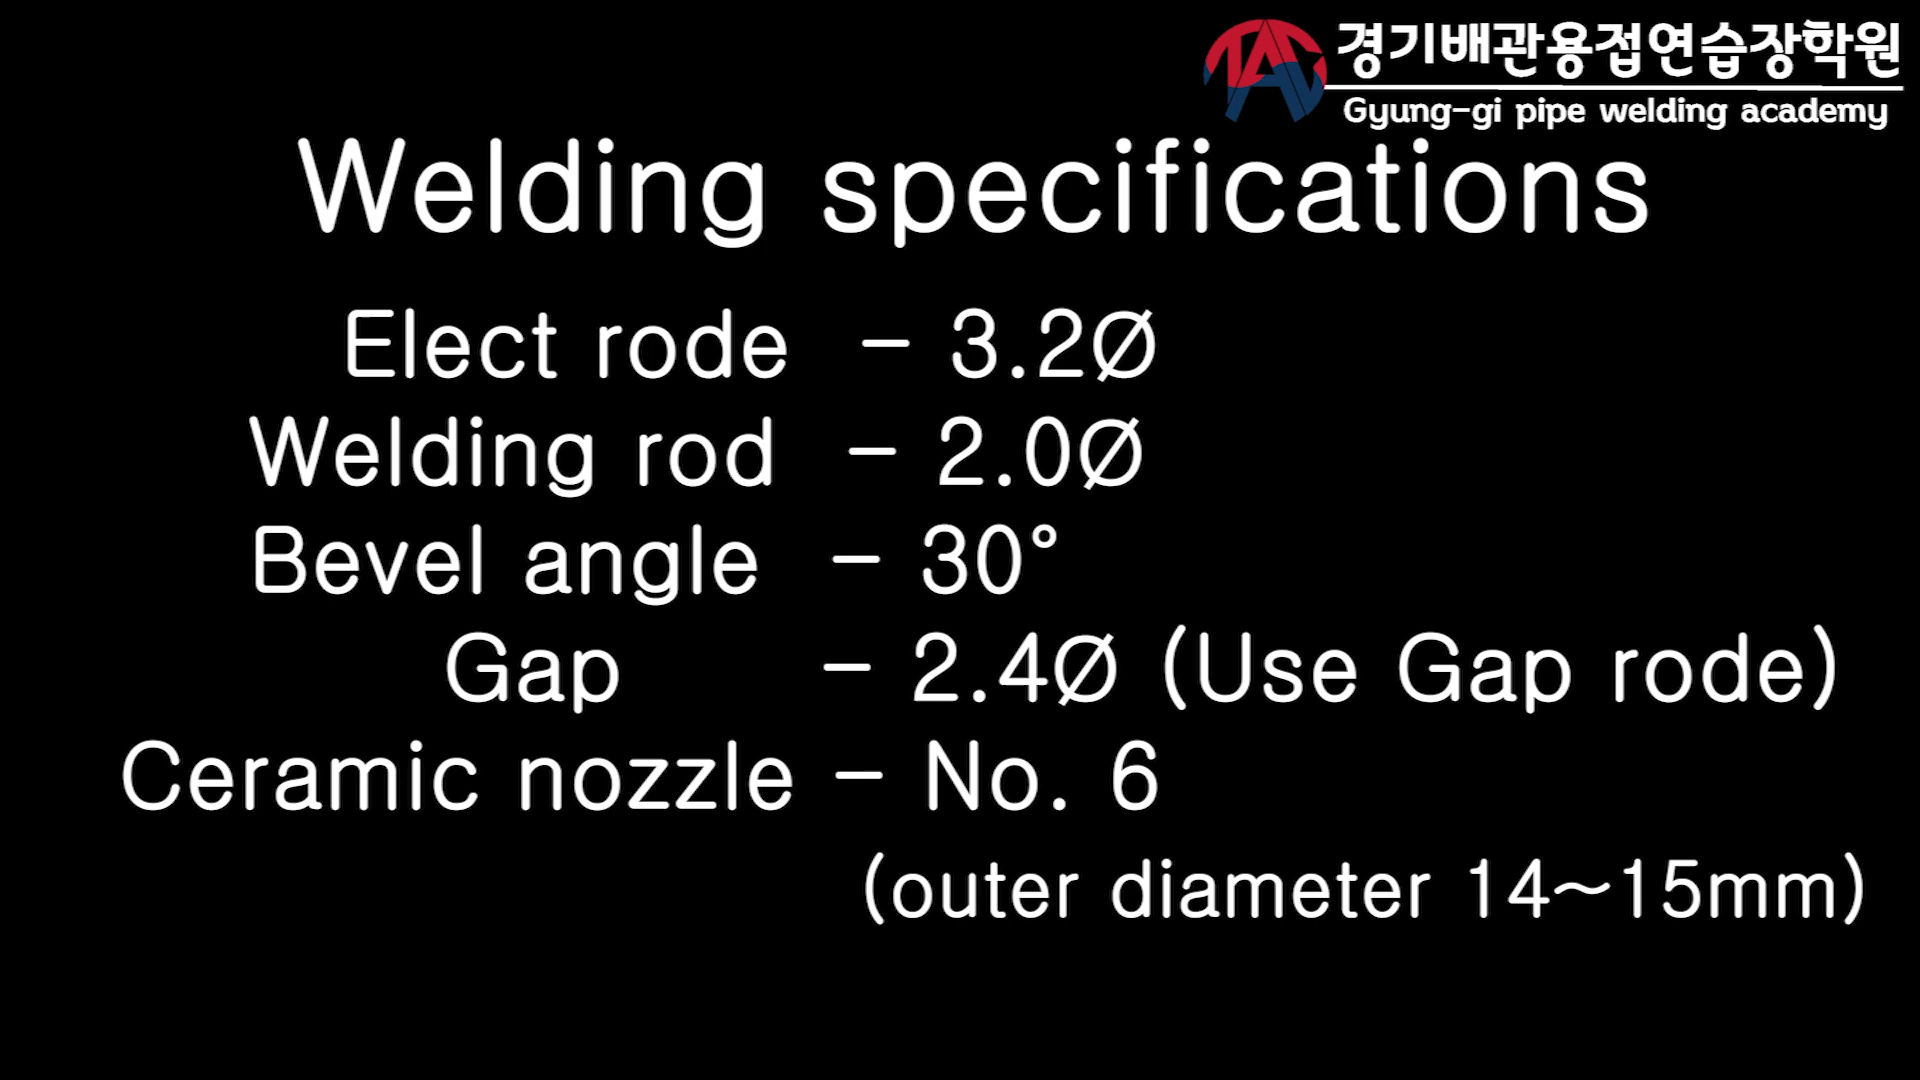 경기배관용접연습장학원
Gyung-gi pipe welding academy
Welding specifications
Elect rode - 3.2Ø
Welding rod - 2.0Ø
Bevel angle - 30°
Gap - 2.4Ø (Use Gap rode)
Ceramic nozzle - No. 6
(outer diameter 14~15mm)